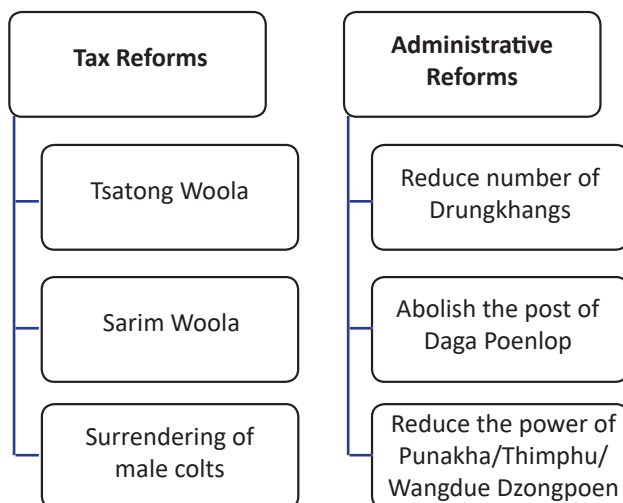 Tax Reforms
Tsatong Woola
Sarim Woola
Surrendering of
male colts
Administrative
Reforms
Reduce number of
Drungkhangs
Abolish the post of
Daga Poenlop
Reduce the power of
Punakha/Thimphu/
Wangdue Dzongpoen